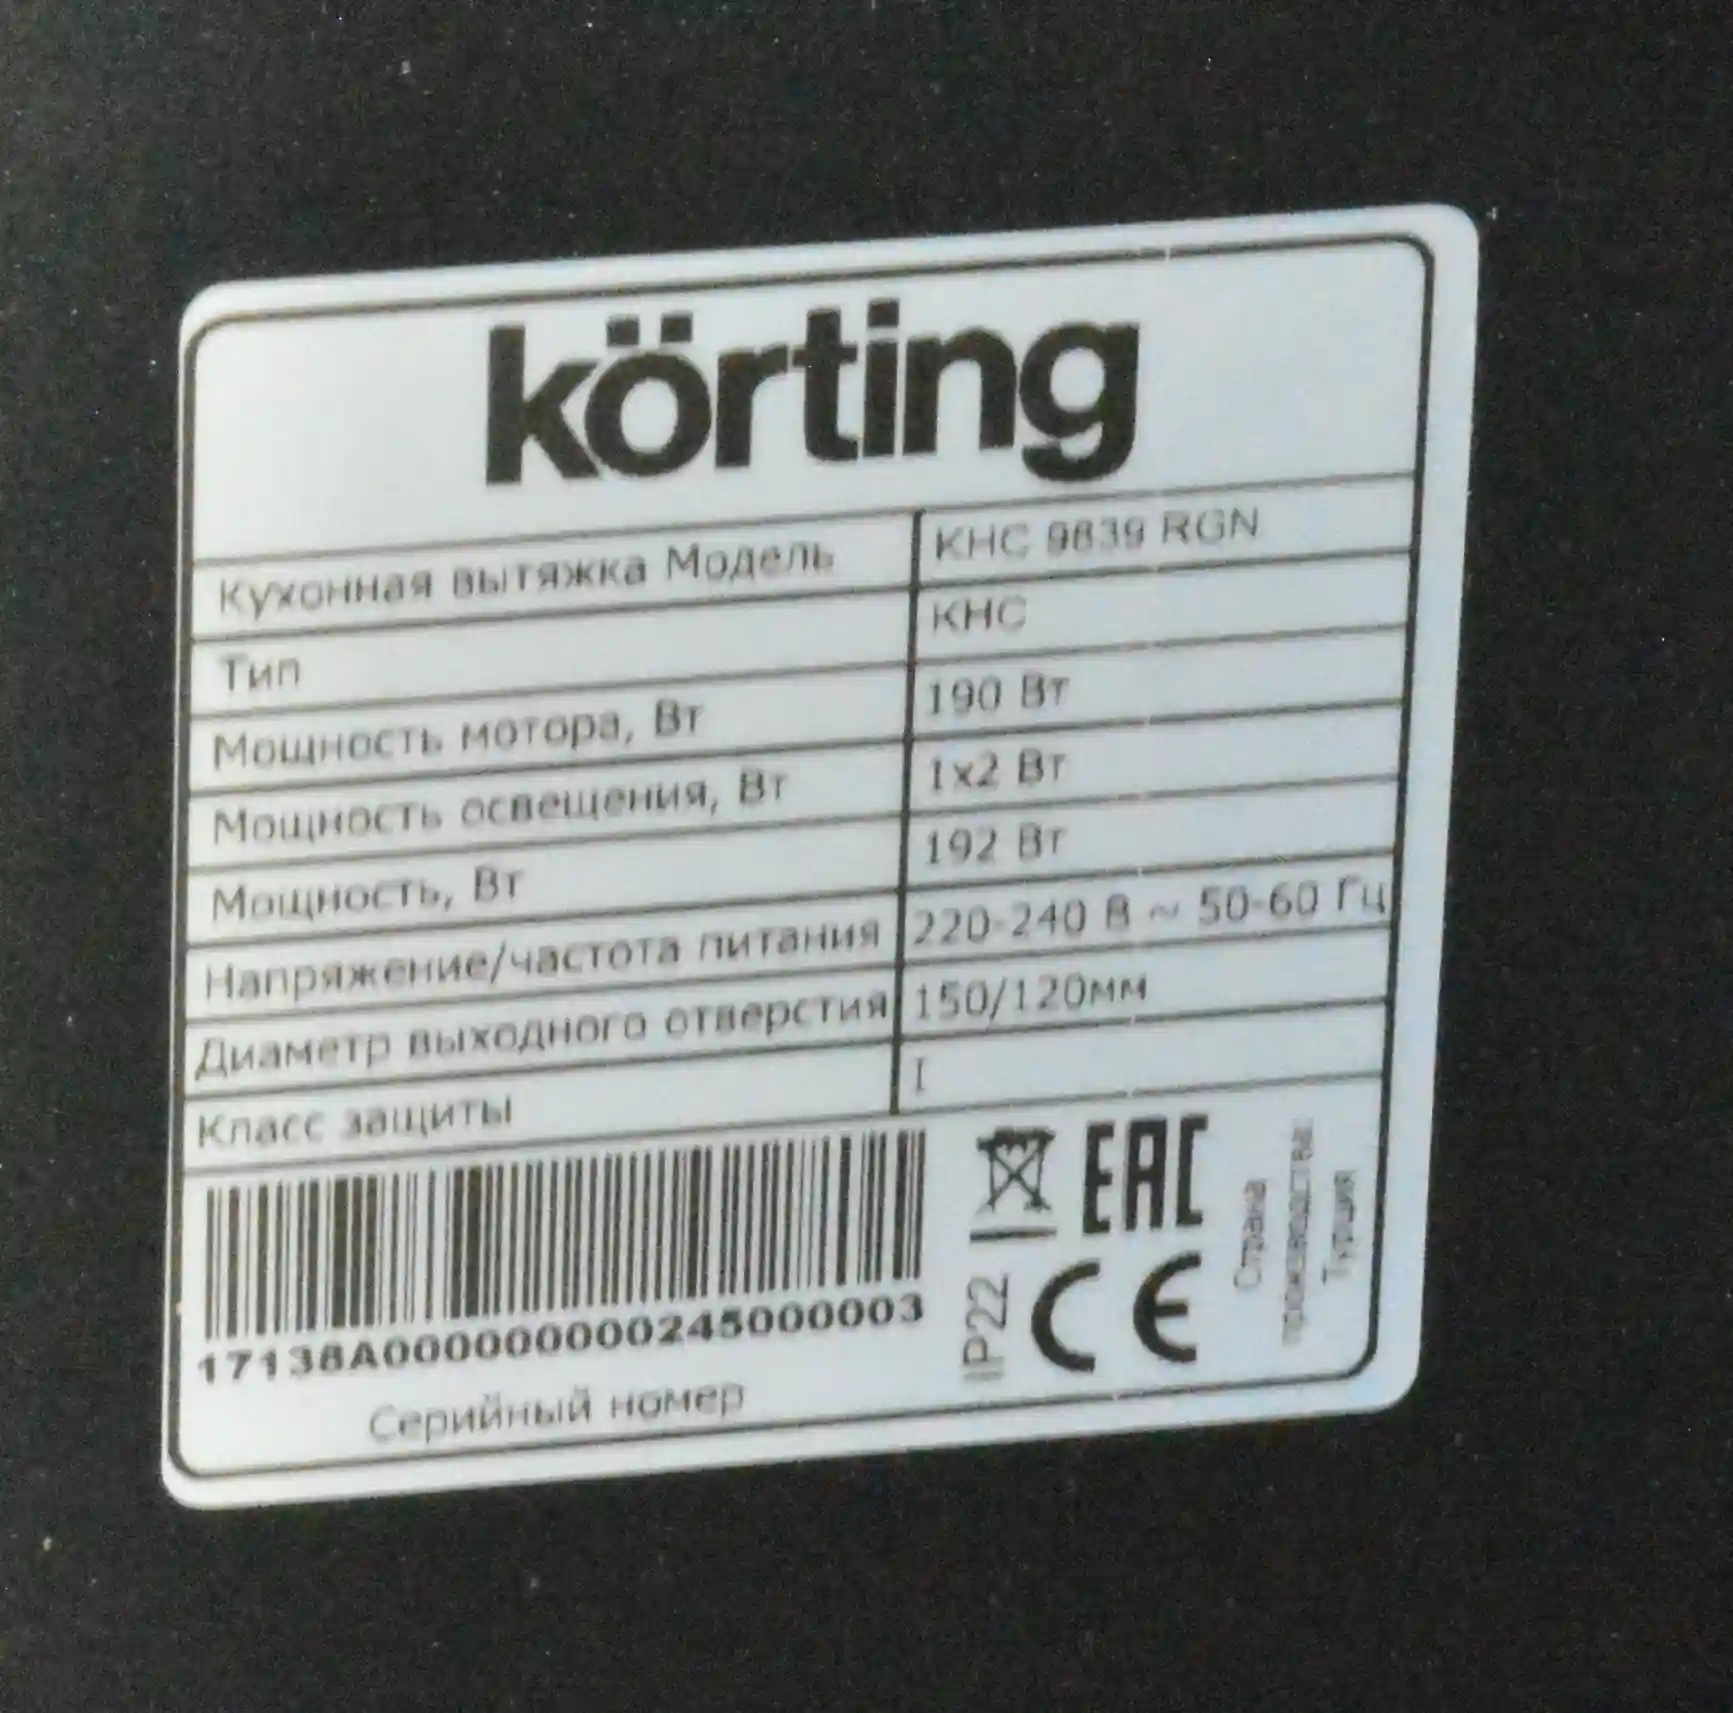 körting
Кухонная вытяжка Модель KHC 9839 RGN
Тип KHC
Мощность мотора, Вт 190 Вт
Мощность освещения, Вт 1x2 Вт
Мощность, Вт 192 Вт
Напряжение/частота питания 220-240 В ~ 50-60 Гц
Диаметр выходного отверстия 150/120мм
Класс защиты I
17138A0000000000245000003
Серийный номер
EAC
IP22
CE
Страна
производства:
Турция